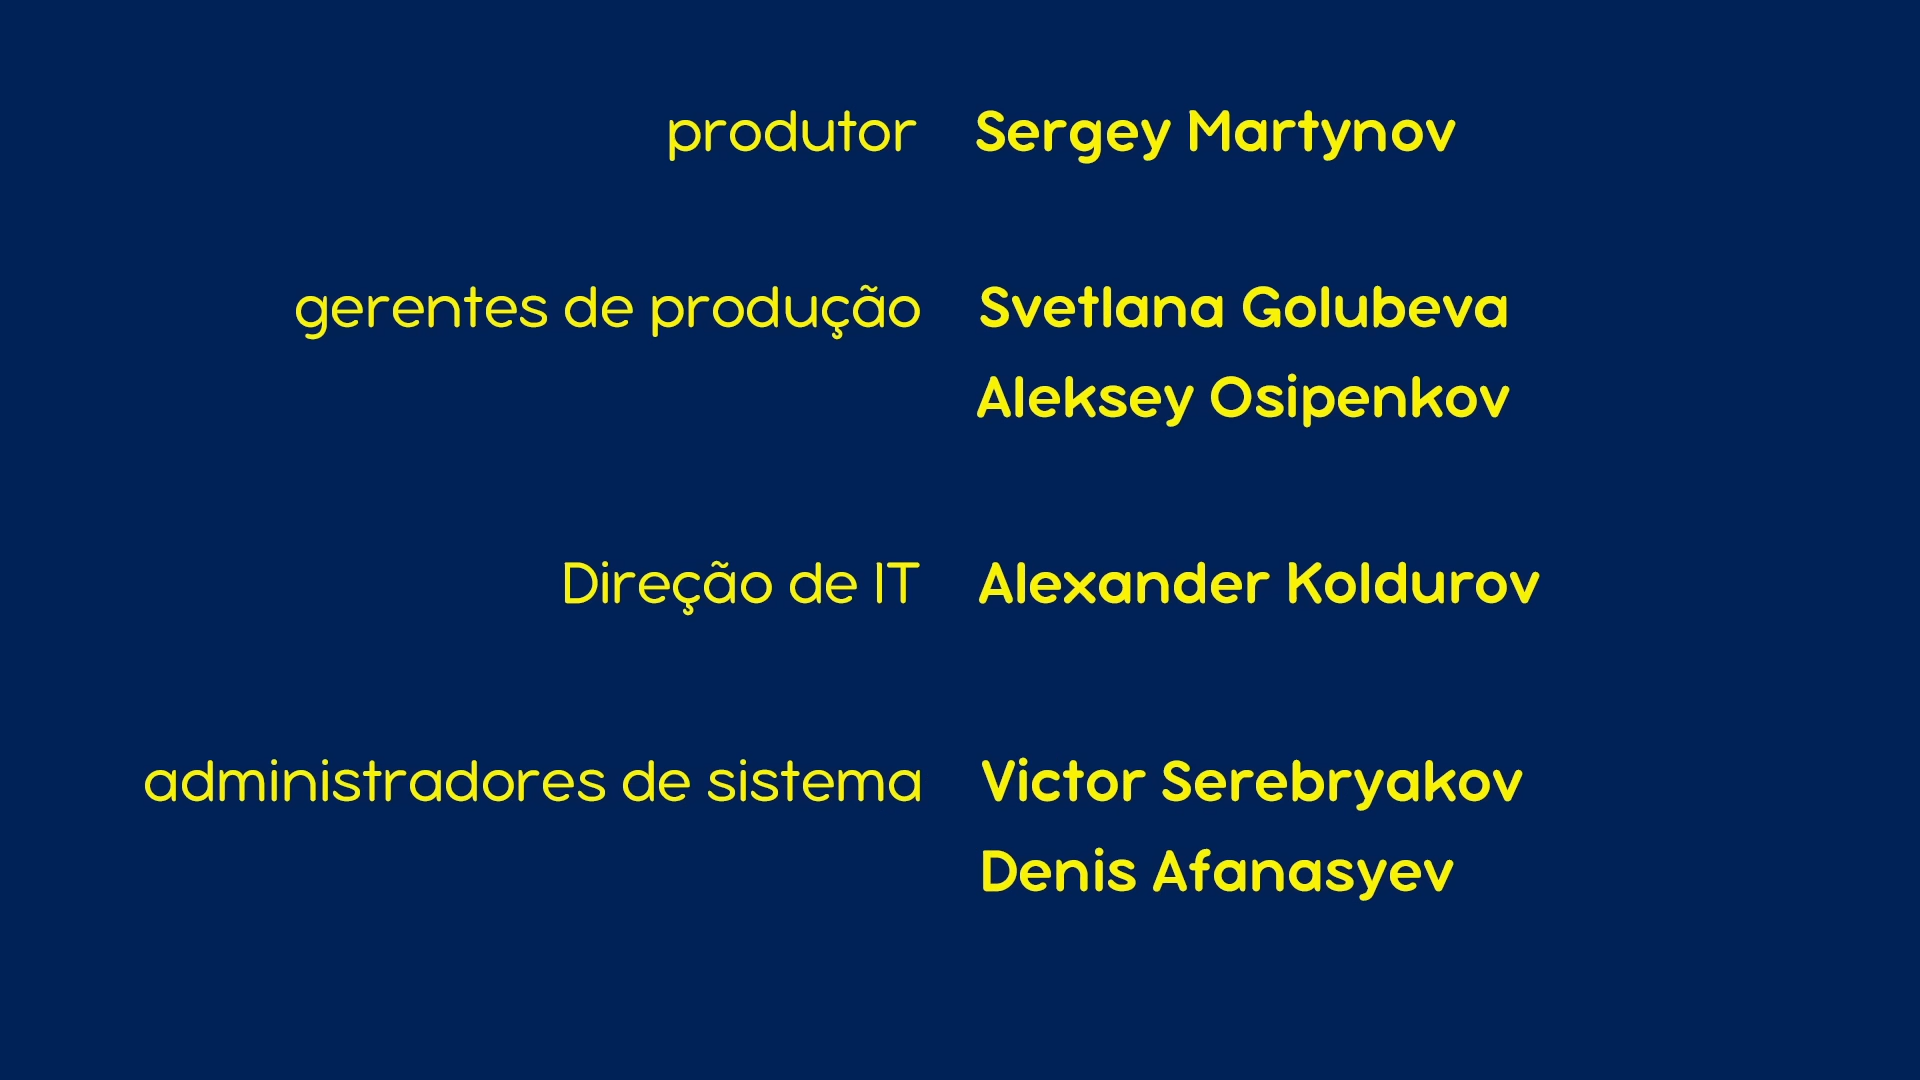 produtor Sergey Martynov
gerentes de produção Svetlana Golubeva
Aleksey Osipenkov
Direção de IT Alexander Koldurov
administradores de sistema Victor Serebryakov
Denis Afanasyev